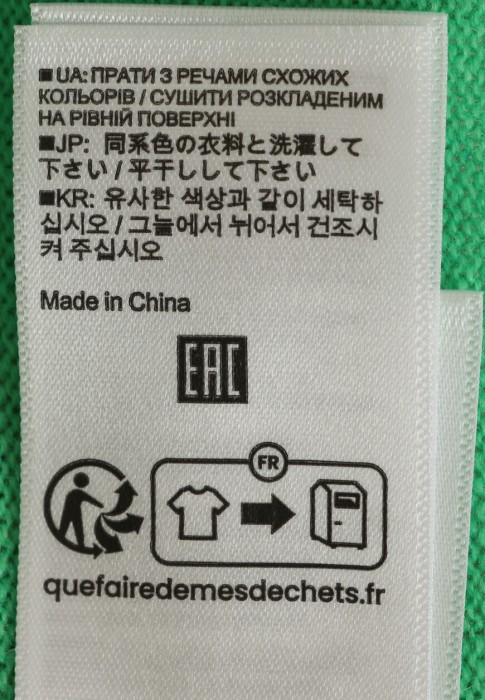 ■UA: ПРАТИ З РЕЧАМИ СХОЖИХ
КОЛЬОРІВ / СУШИТИ РОЗКЛАДЕНИМ
НА РІВНІЙ ПОВЕРХНІ
■JP: 同系色の衣料と洗濯して
下さい / 平干しして下さい
■KR: 유사한 색상과 같이 세탁하
십시오 / 그늘에서 뉘어서 건조시
켜 주십시오
Made in China
EAC
FR
quefairedemesdechets.fr